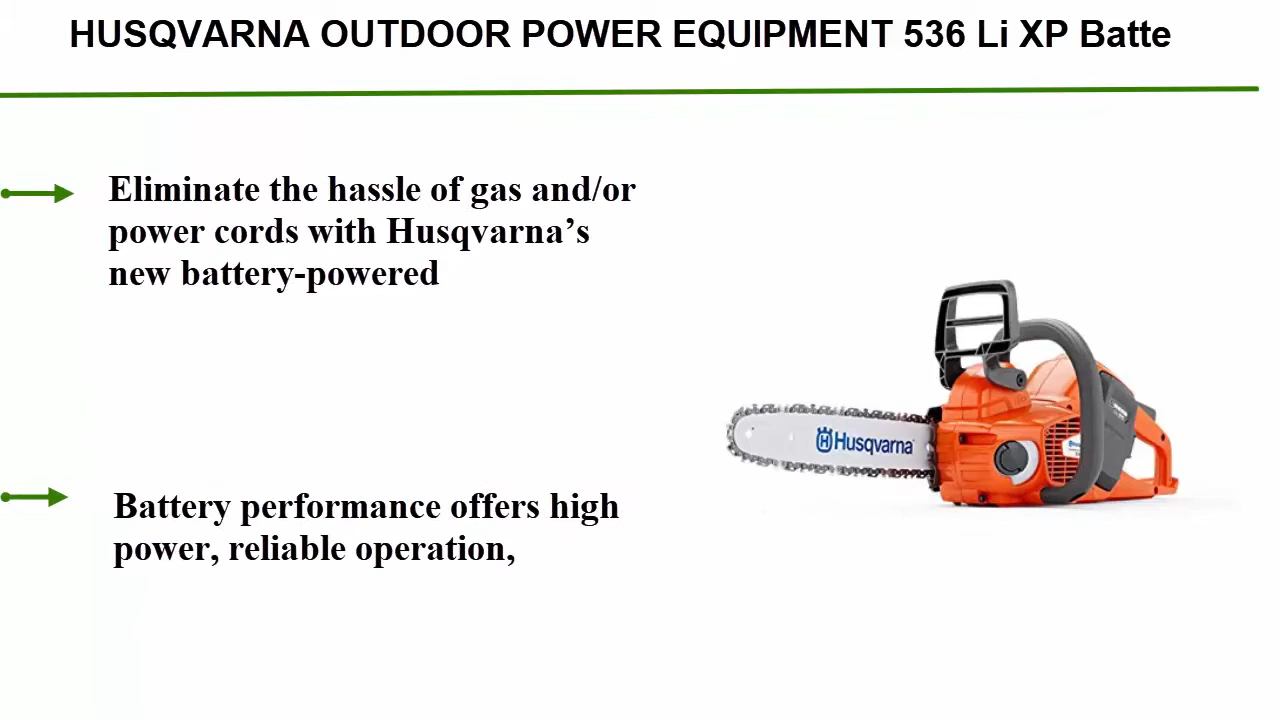 HUSQVARNA OUTDOOR POWER EQUIPMENT 536 Li XP Batte
Eliminate the hassle of gas and/or
power cords with Husqvarna’s
new battery-powered
Husqvarna
Battery performance offers high
power, reliable operation,